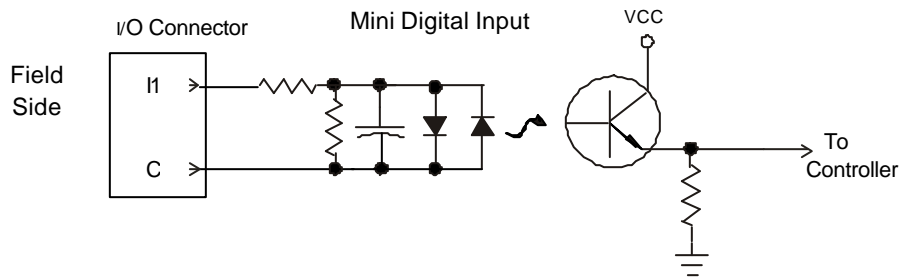 Mini Digital Input
I/O Connector
VCC
Field
Side
I1
C
To
Controller